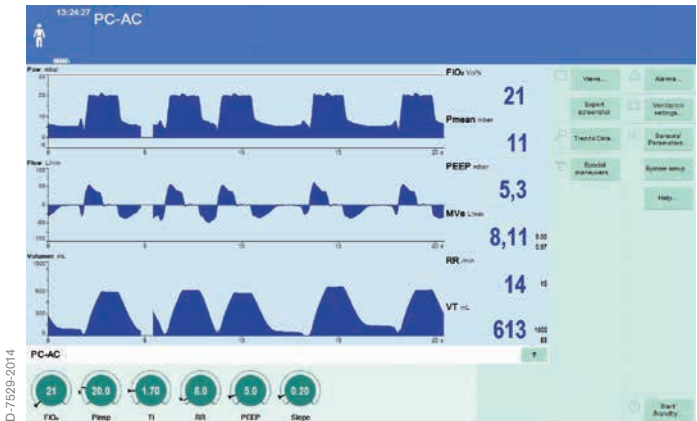 13:24:27 PC-AC
Paw mbar
FiO₂ Vol%
21
Pmean mbar
11
Flow L/min
PEEP mbar
5,3
MVe L/min
8,11
Volumen mL
RR /min
14
VT mL
613
Views...
Alarms...
Expert screenshot
Ventilation settings...
Trends/Data...
Sensors/ Parameters...
Special maneuvers...
System setup
Help...
PC-AC
?
21
20.0
1.70
8.0
5.0
0.20
FiO₂
Pinsp
Ti
RR
PEEP
Slope
Start/ Standby...
D-7529-2014